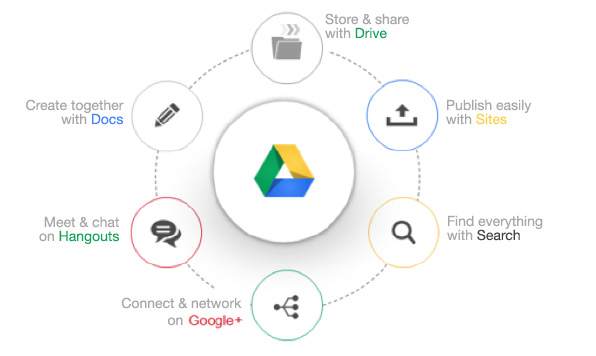 Store & share
with Drive
Create together
with Docs
Publish easily
with Sites
Meet & chat
on Hangouts
Find everything
with Search
Connect & network
on Google+